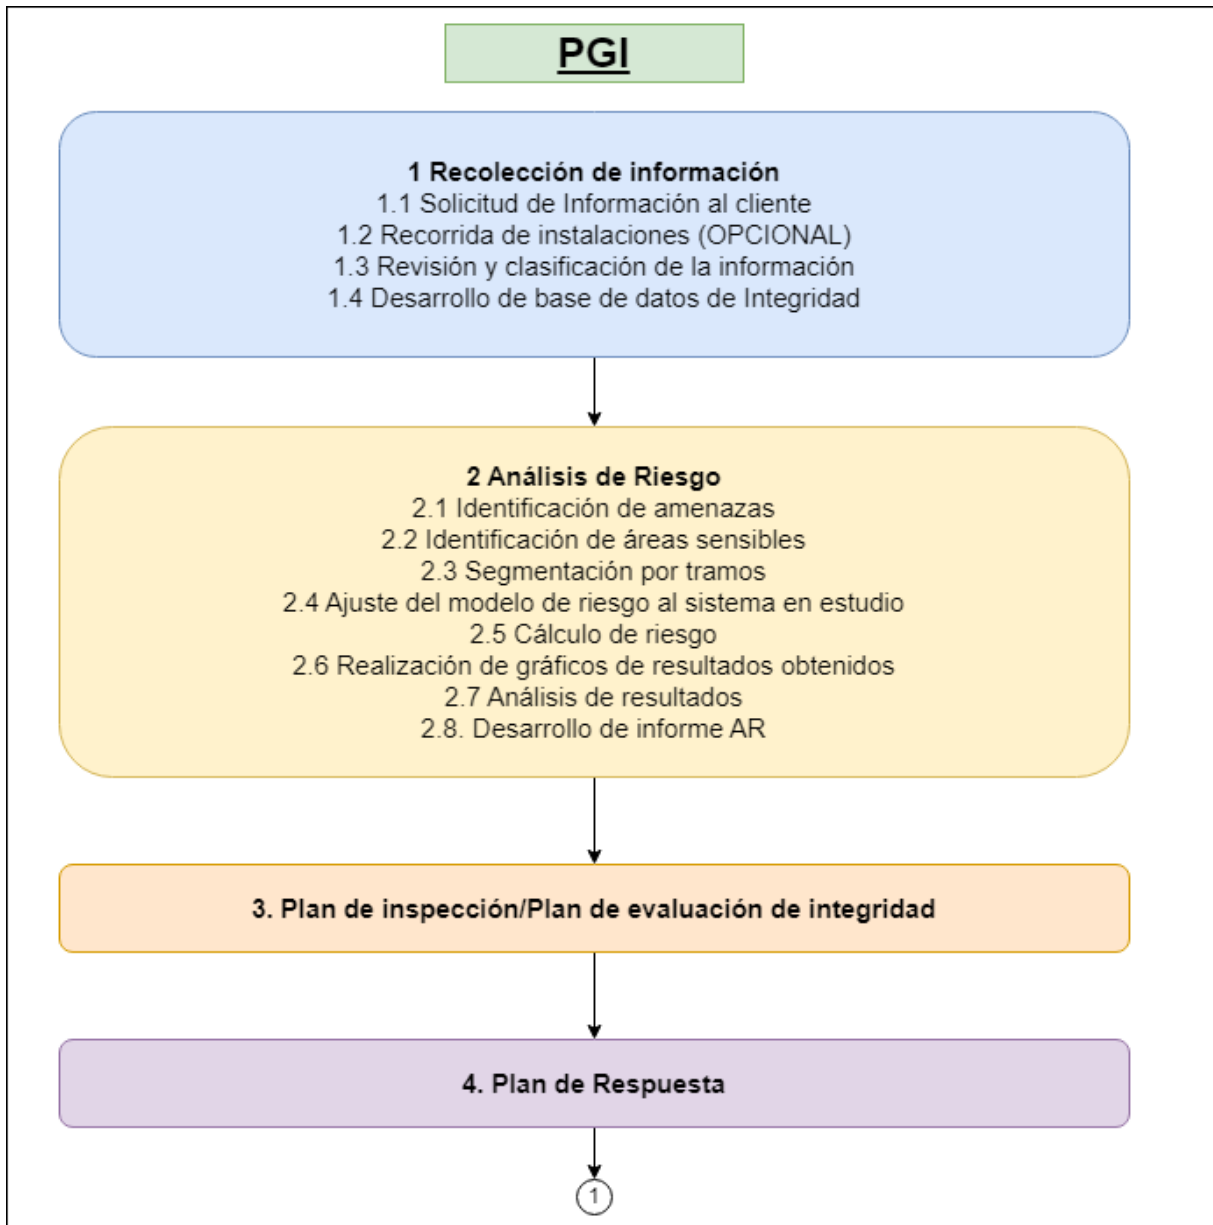 PGI
1 Recolección de información
1.1 Solicitud de Información al cliente
1.2 Recorrida de instalaciones (OPCIONAL)
1.3 Revisión y clasificación de la información
1.4 Desarrollo de base de datos de Integridad
2 Análisis de Riesgo
2.1 Identificación de amenazas
2.2 Identificación de áreas sensibles
2.3 Segmentación por tramos
2.4 Ajuste del modelo de riesgo al sistema en estudio
2.5 Cálculo de riesgo
2.6 Realización de gráficos de resultados obtenidos
2.7 Análisis de resultados
2.8. Desarrollo de informe AR
3. Plan de inspección/Plan de evaluación de integridad
4. Plan de Respuesta
1